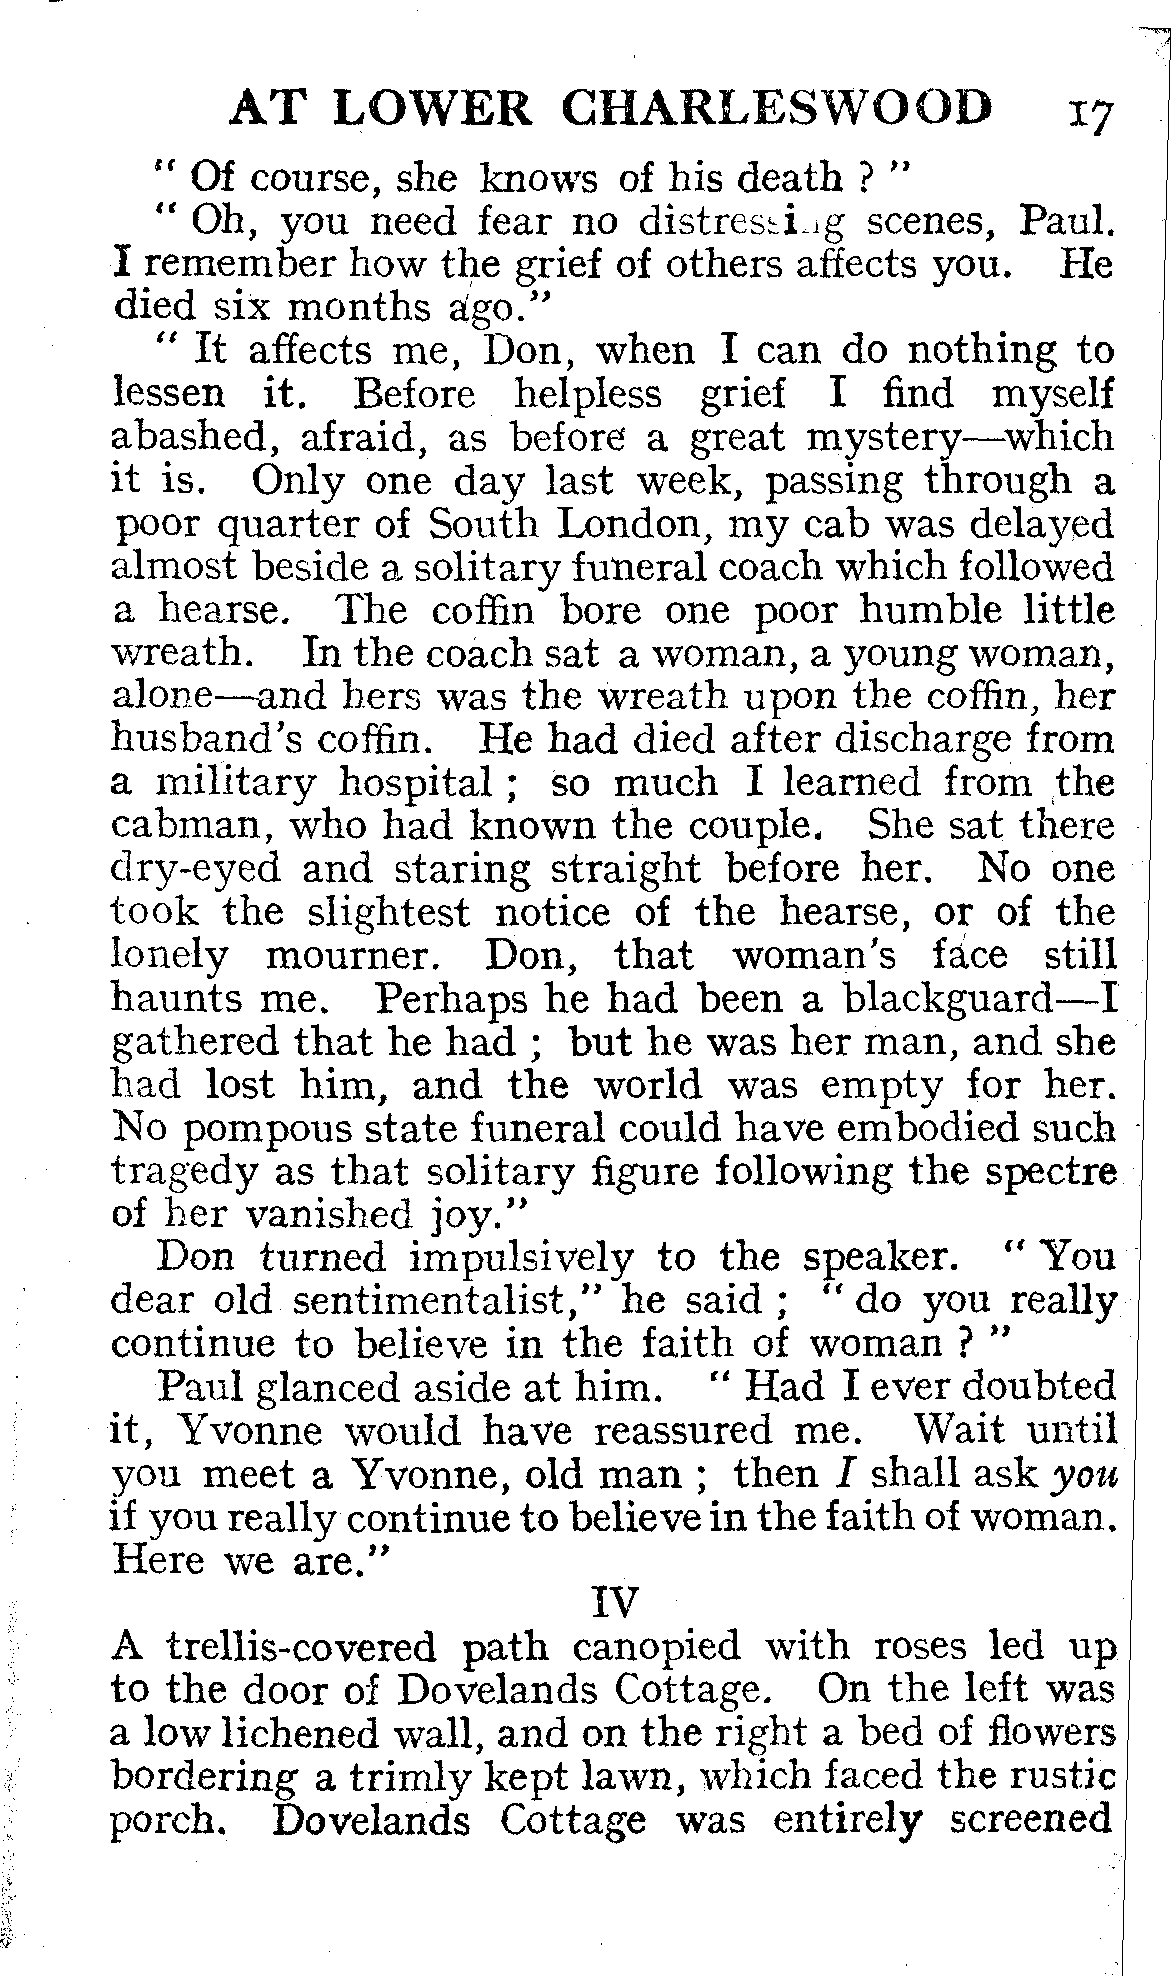 AT LOWER CHARLESWOOD 17
" Of course, she knows of his death ? "
" Oh, you need fear no distressing scenes, Paul.
I remember how the grief of others affects you. He
died six months ago."
" It affects me, Don, when I can do nothing to
lessen it. Before helpless grief I find myself
abashed, afraid, as before a great mystery—which
it is. Only one day last week, passing through a
poor quarter of South London, my cab was delayed
almost beside a solitary funeral coach which followed
a hearse. The coffin bore one poor humble little
wreath. In the coach sat a woman, a young woman,
alone—and hers was the wreath upon the coffin, her
husband's coffin. He had died after discharge from
a military hospital ; so much I learned from the
cabman, who had known the couple. She sat there
dry-eyed and staring straight before her. No one
took the slightest notice of the hearse, or of the
lonely mourner. Don, that woman's face still
haunts me. Perhaps he had been a blackguard—I
gathered that he had ; but he was her man, and she
had lost him, and the world was empty for her.
No pompous state funeral could have embodied such
tragedy as that solitary figure following the spectre
of her vanished joy."
Don turned impulsively to the speaker. " You
dear old sentimentalist," he said ; " do you really
continue to believe in the faith of woman ? "
Paul glanced aside at him. " Had I ever doubted
it, Yvonne would have reassured me. Wait until
you meet a Yvonne, old man ; then I shall ask you
if you really continue to believe in the faith of woman.
Here we are."
IV
A trellis-covered path canopied with roses led up
to the door of Dovelands Cottage. On the left was
a low lichened wall, and on the right a bed of flowers
bordering a trimly kept lawn, which faced the rustic
porch. Dovelands Cottage was entirely screened